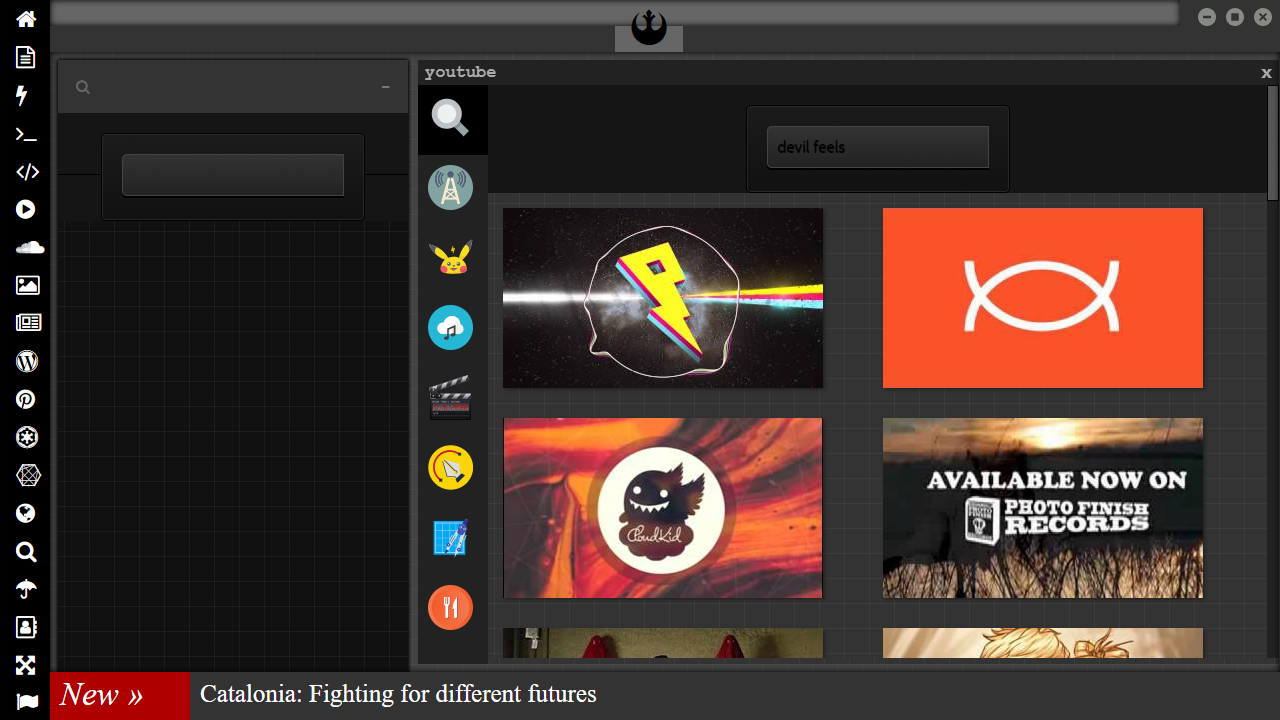 youtube
x
devil feels
CloudKid
AVAILABLE NOW ON
PHOTO FINISH
RECORDS
New »
Catalonia: Fighting for different futures